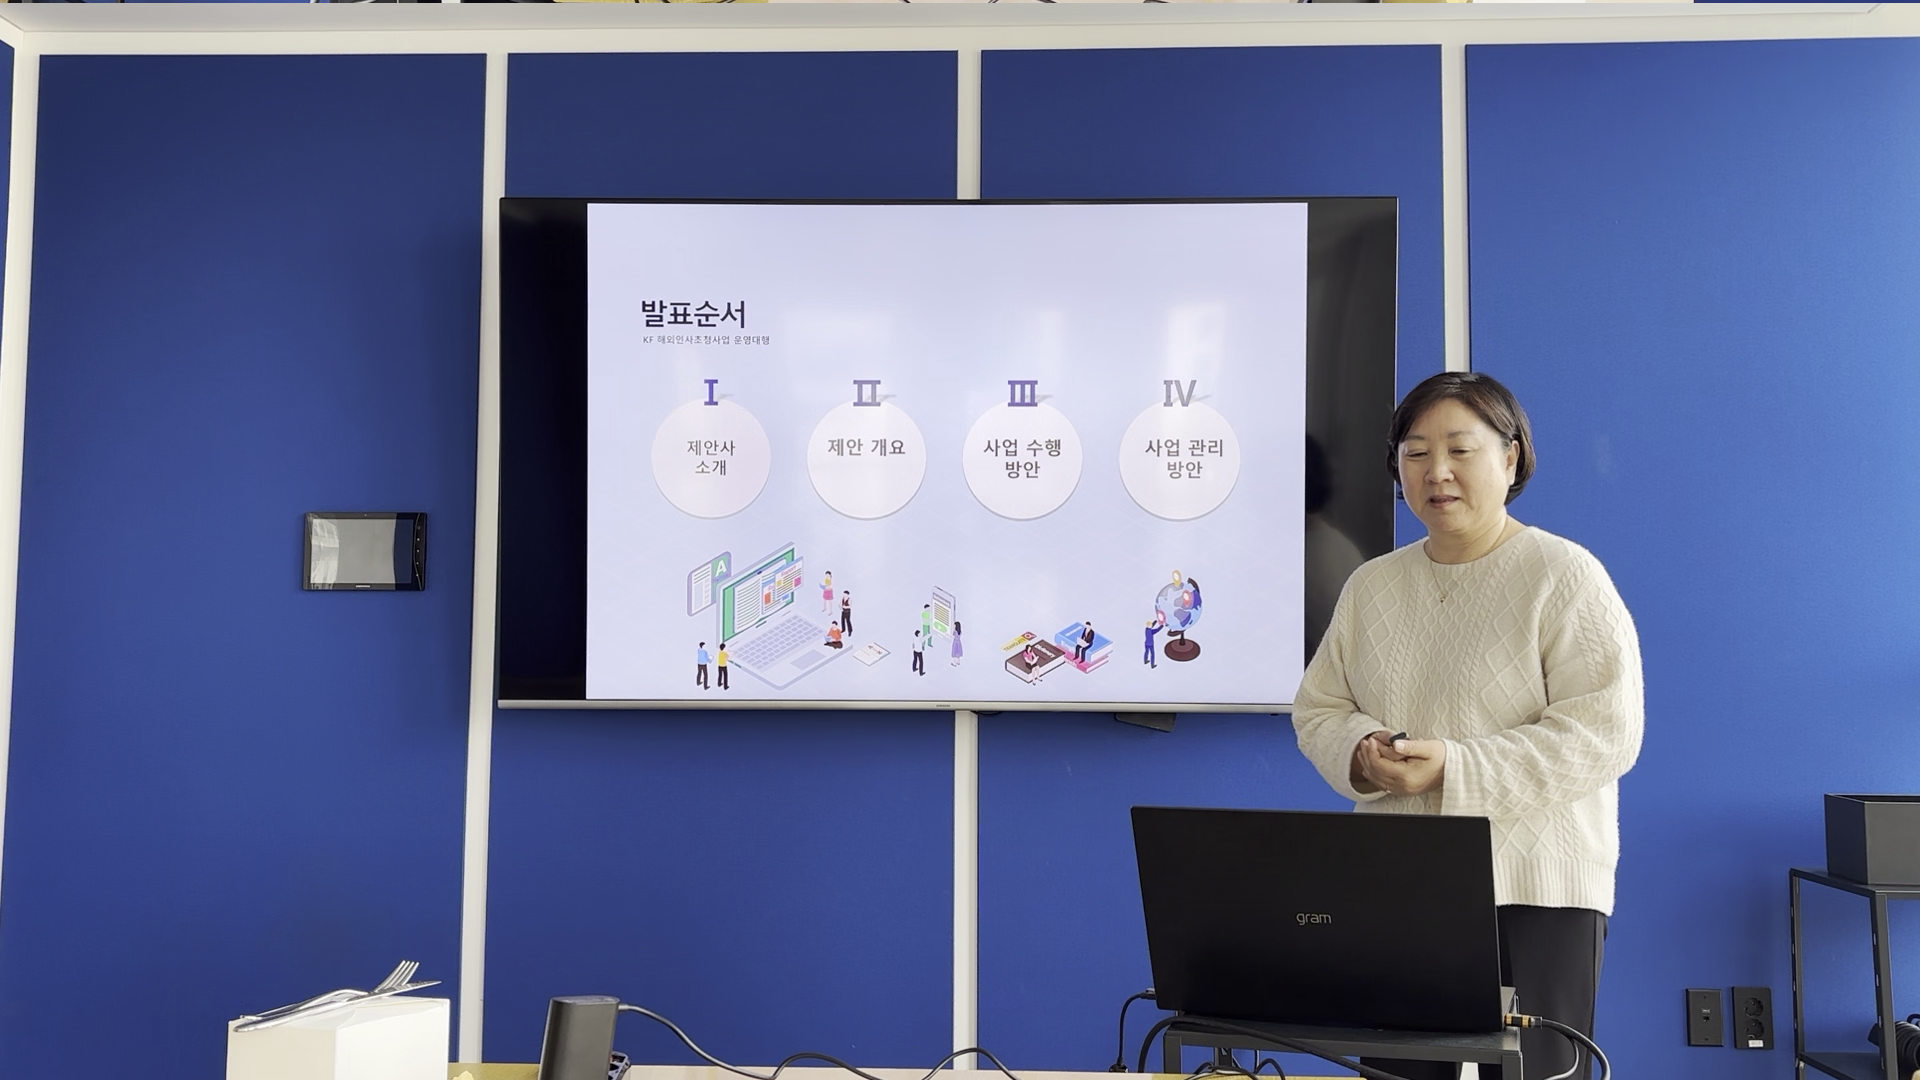 발표순서
KF 해외인사초청사업 운영대행
I
II
III
IV
제안사
소개
제안 개요
사업 수행
방안
사업 관리
방안
A
gram